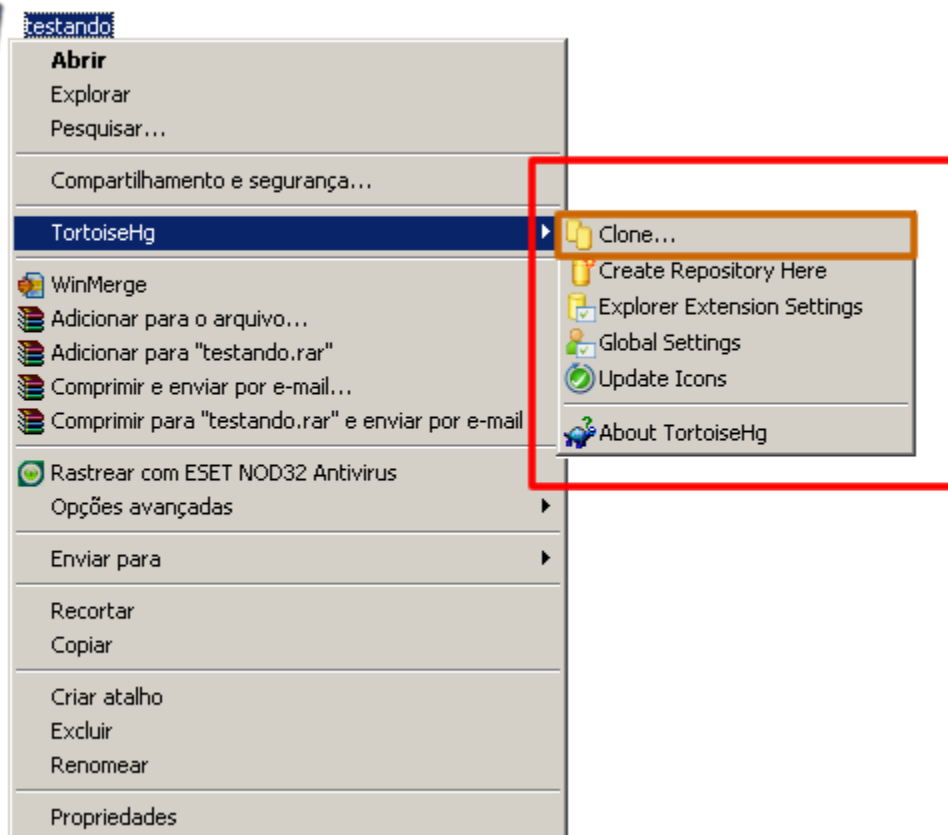 testando
Abrir
Explorar
Pesquisar...
Compartilhamento e segurança...
TortoiseHg
WinMerge
Adicionar para o arquivo...
Adicionar para "testando.rar"
Comprimir e enviar por e-mail...
Comprimir para "testando.rar" e enviar por e-mail
Rastrear com ESET NOD32 Antivirus
Opções avançadas
Enviar para
Recortar
Copiar
Criar atalho
Excluir
Renomear
Propriedades
Clone...
Create Repository Here
Explorer Extension Settings
Global Settings
Update Icons
About TortoiseHg